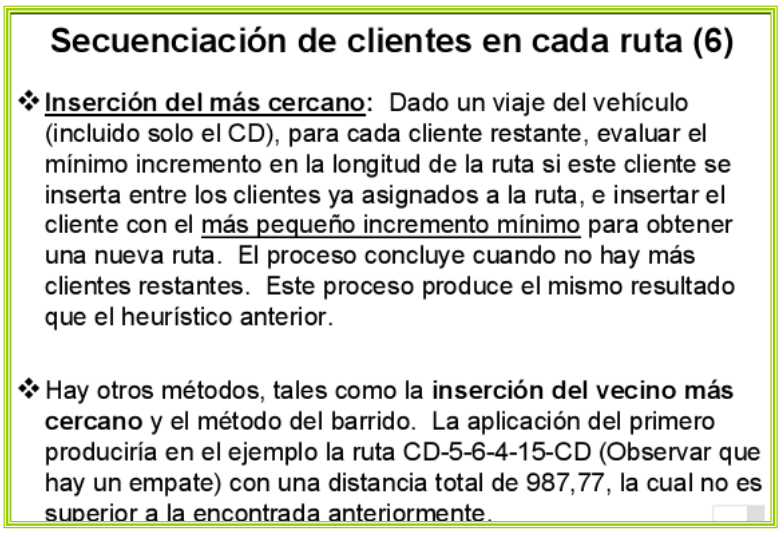 Secuenciación de clientes en cada ruta (6)
❖ Inserción del más cercano: Dado un viaje del vehículo
(incluido solo el CD), para cada cliente restante, evaluar el
mínimo incremento en la longitud de la ruta si este cliente se
inserta entre los clientes ya asignados a la ruta, e insertar el
cliente con el más pequeño incremento mínimo para obtener
una nueva ruta. El proceso concluye cuando no hay más
clientes restantes. Este proceso produce el mismo resultado
que el heurístico anterior.
❖ Hay otros métodos, tales como la inserción del vecino más
cercano y el método del barrido. La aplicación del primero
produciría en el ejemplo la ruta CD-5-6-4-15-CD (Observar que
hay un empate) con una distancia total de 987,77, la cual no es
superior a la encontrada anteriormente.